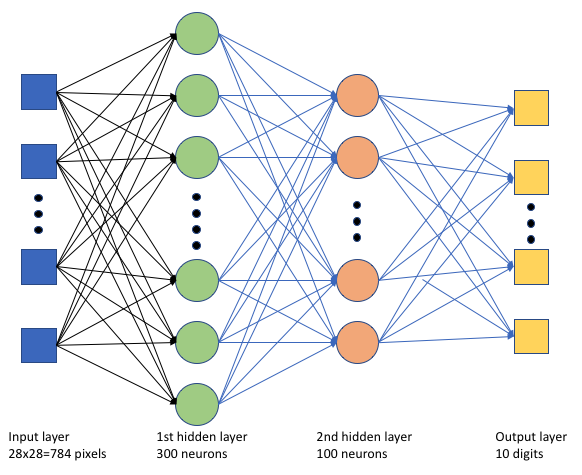 Input layer
28x28=784 pixels
1st hidden layer
300 neurons
2nd hidden layer
100 neurons
Output layer
10 digits